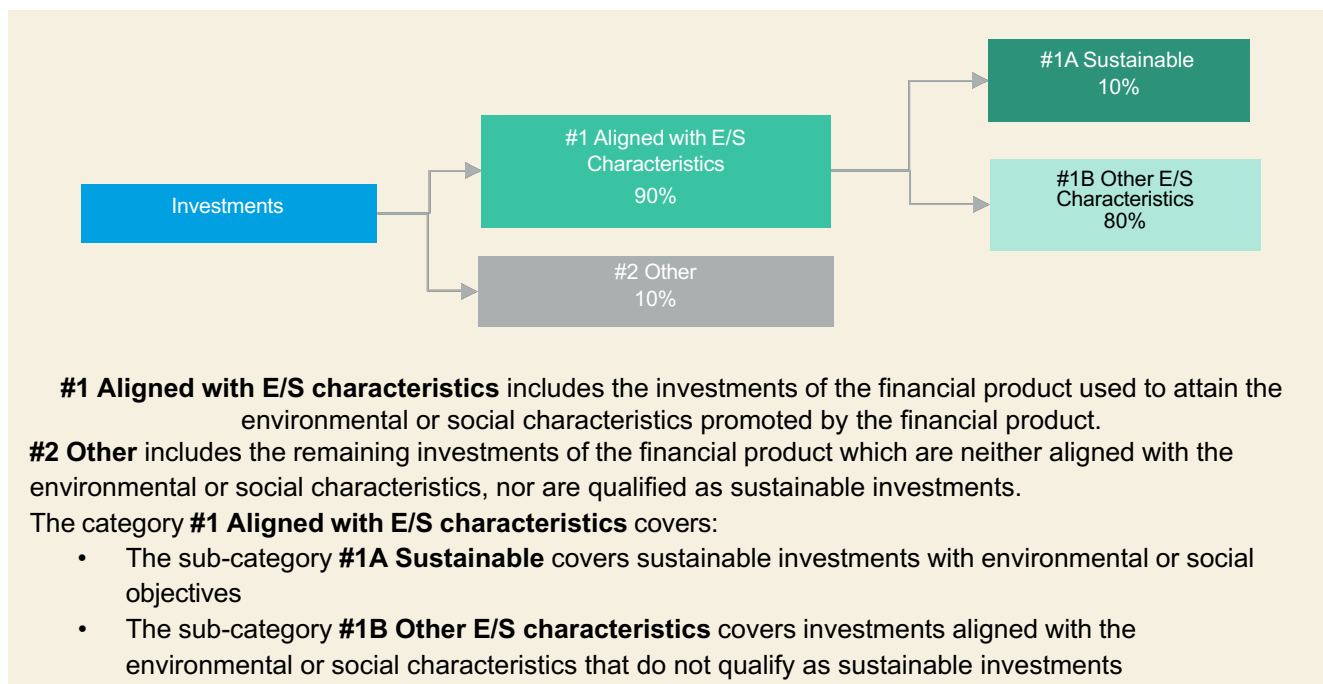 #1A Sustainable
10%
#1 Aligned with E/S
Characteristics
90%
#1B Other E/S
Characteristics
80%
Investments
#2 Other
10%
#1 Aligned with E/S characteristics includes the investments of the financial product used to attain the
environmental or social characteristics promoted by the financial product.
#2 Other includes the remaining investments of the financial product which are neither aligned with the
environmental or social characteristics, nor are qualified as sustainable investments.
The category #1 Aligned with E/S characteristics covers:
• The sub-category #1A Sustainable covers sustainable investments with environmental or social
objectives
• The sub-category #1B Other E/S characteristics covers investments aligned with the
environmental or social characteristics that do not qualify as sustainable investments